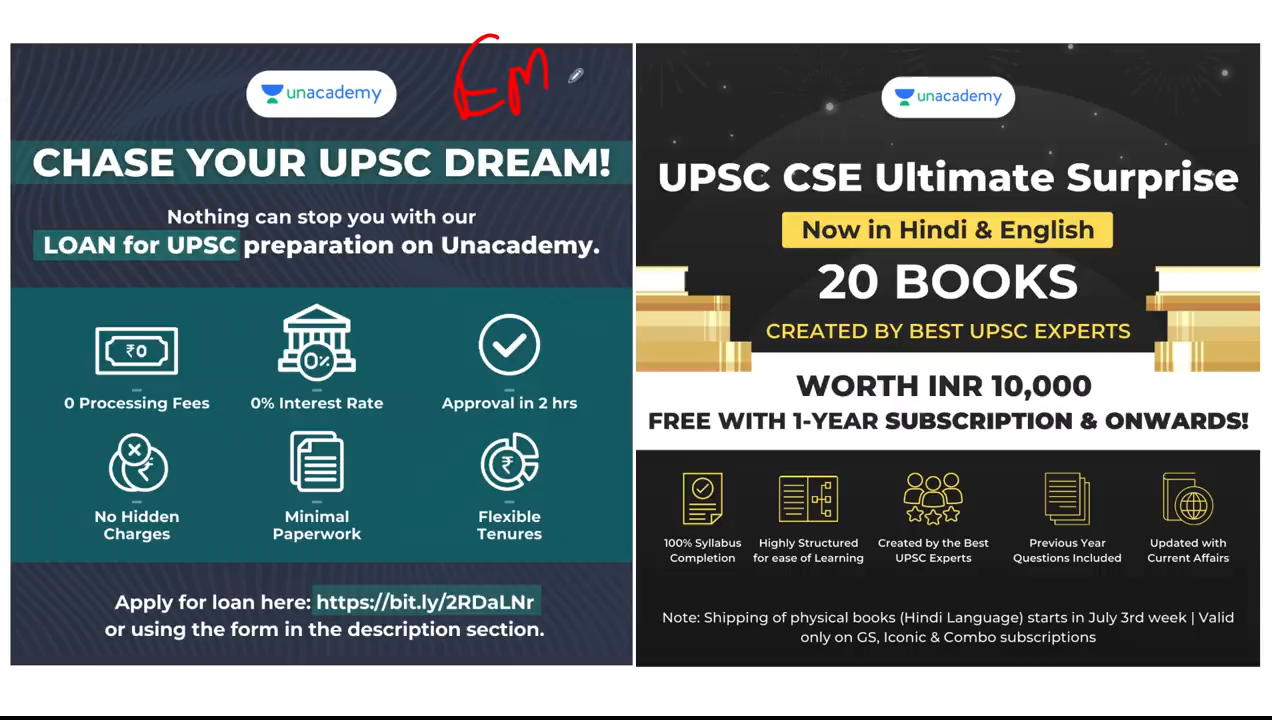 Em
unacademy
CHASE YOUR UPSC DREAM!
Nothing can stop you with our
LOAN for UPSC preparation on Unacademy.
₹0
0%
0 Processing Fees
0% Interest Rate
Approval in 2 hrs
₹
₹
No Hidden
Charges
Minimal
Paperwork
Flexible
Tenures
Apply for loan here: https://bit.ly/2RDaLNr
or using the form in the description section.
unacademy
UPSC CSE Ultimate Surprise
Now in Hindi & English
20 BOOKS
CREATED BY BEST UPSC EXPERTS
WORTH INR 10,000
FREE WITH 1-YEAR SUBSCRIPTION & ONWARDS!
100% Syllabus
Completion
Highly Structured
for ease of Learning
Created by the Best
UPSC Experts
Previous Year
Questions Included
Updated with
Current Affairs
Note: Shipping of physical books (Hindi Language) starts in July 3rd week | Valid
only on GS, Iconic & Combo subscriptions